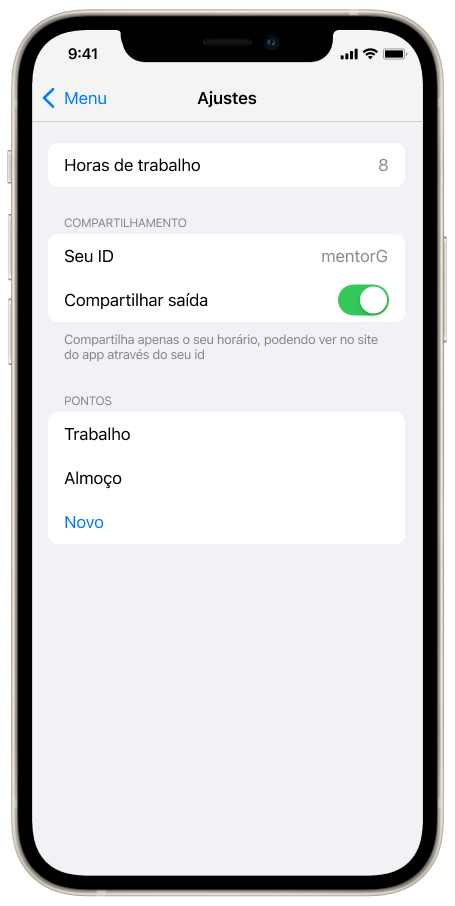 9:41
Menu
Ajustes
Horas de trabalho 8
COMPARTILHAMENTO
Seu ID mentorG
Compartilhar saída
Compartilha apenas o seu horário, podendo ver no site
do app através do seu id
PONTOS
Trabalho
Almoço
Novo